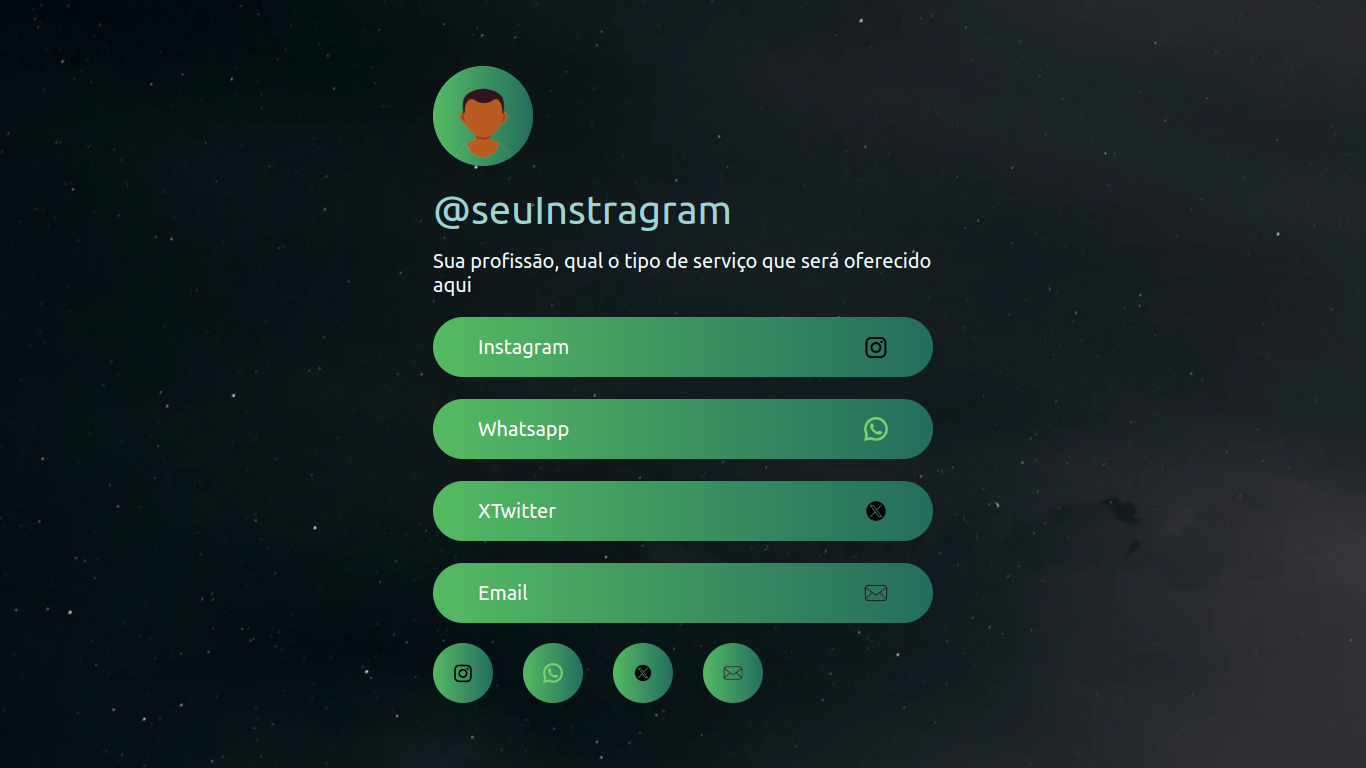 @seuInstragram
Sua profissão, qual o tipo de serviço que será oferecido
aqui
Instagram
Whatsapp
XTwitter
Email